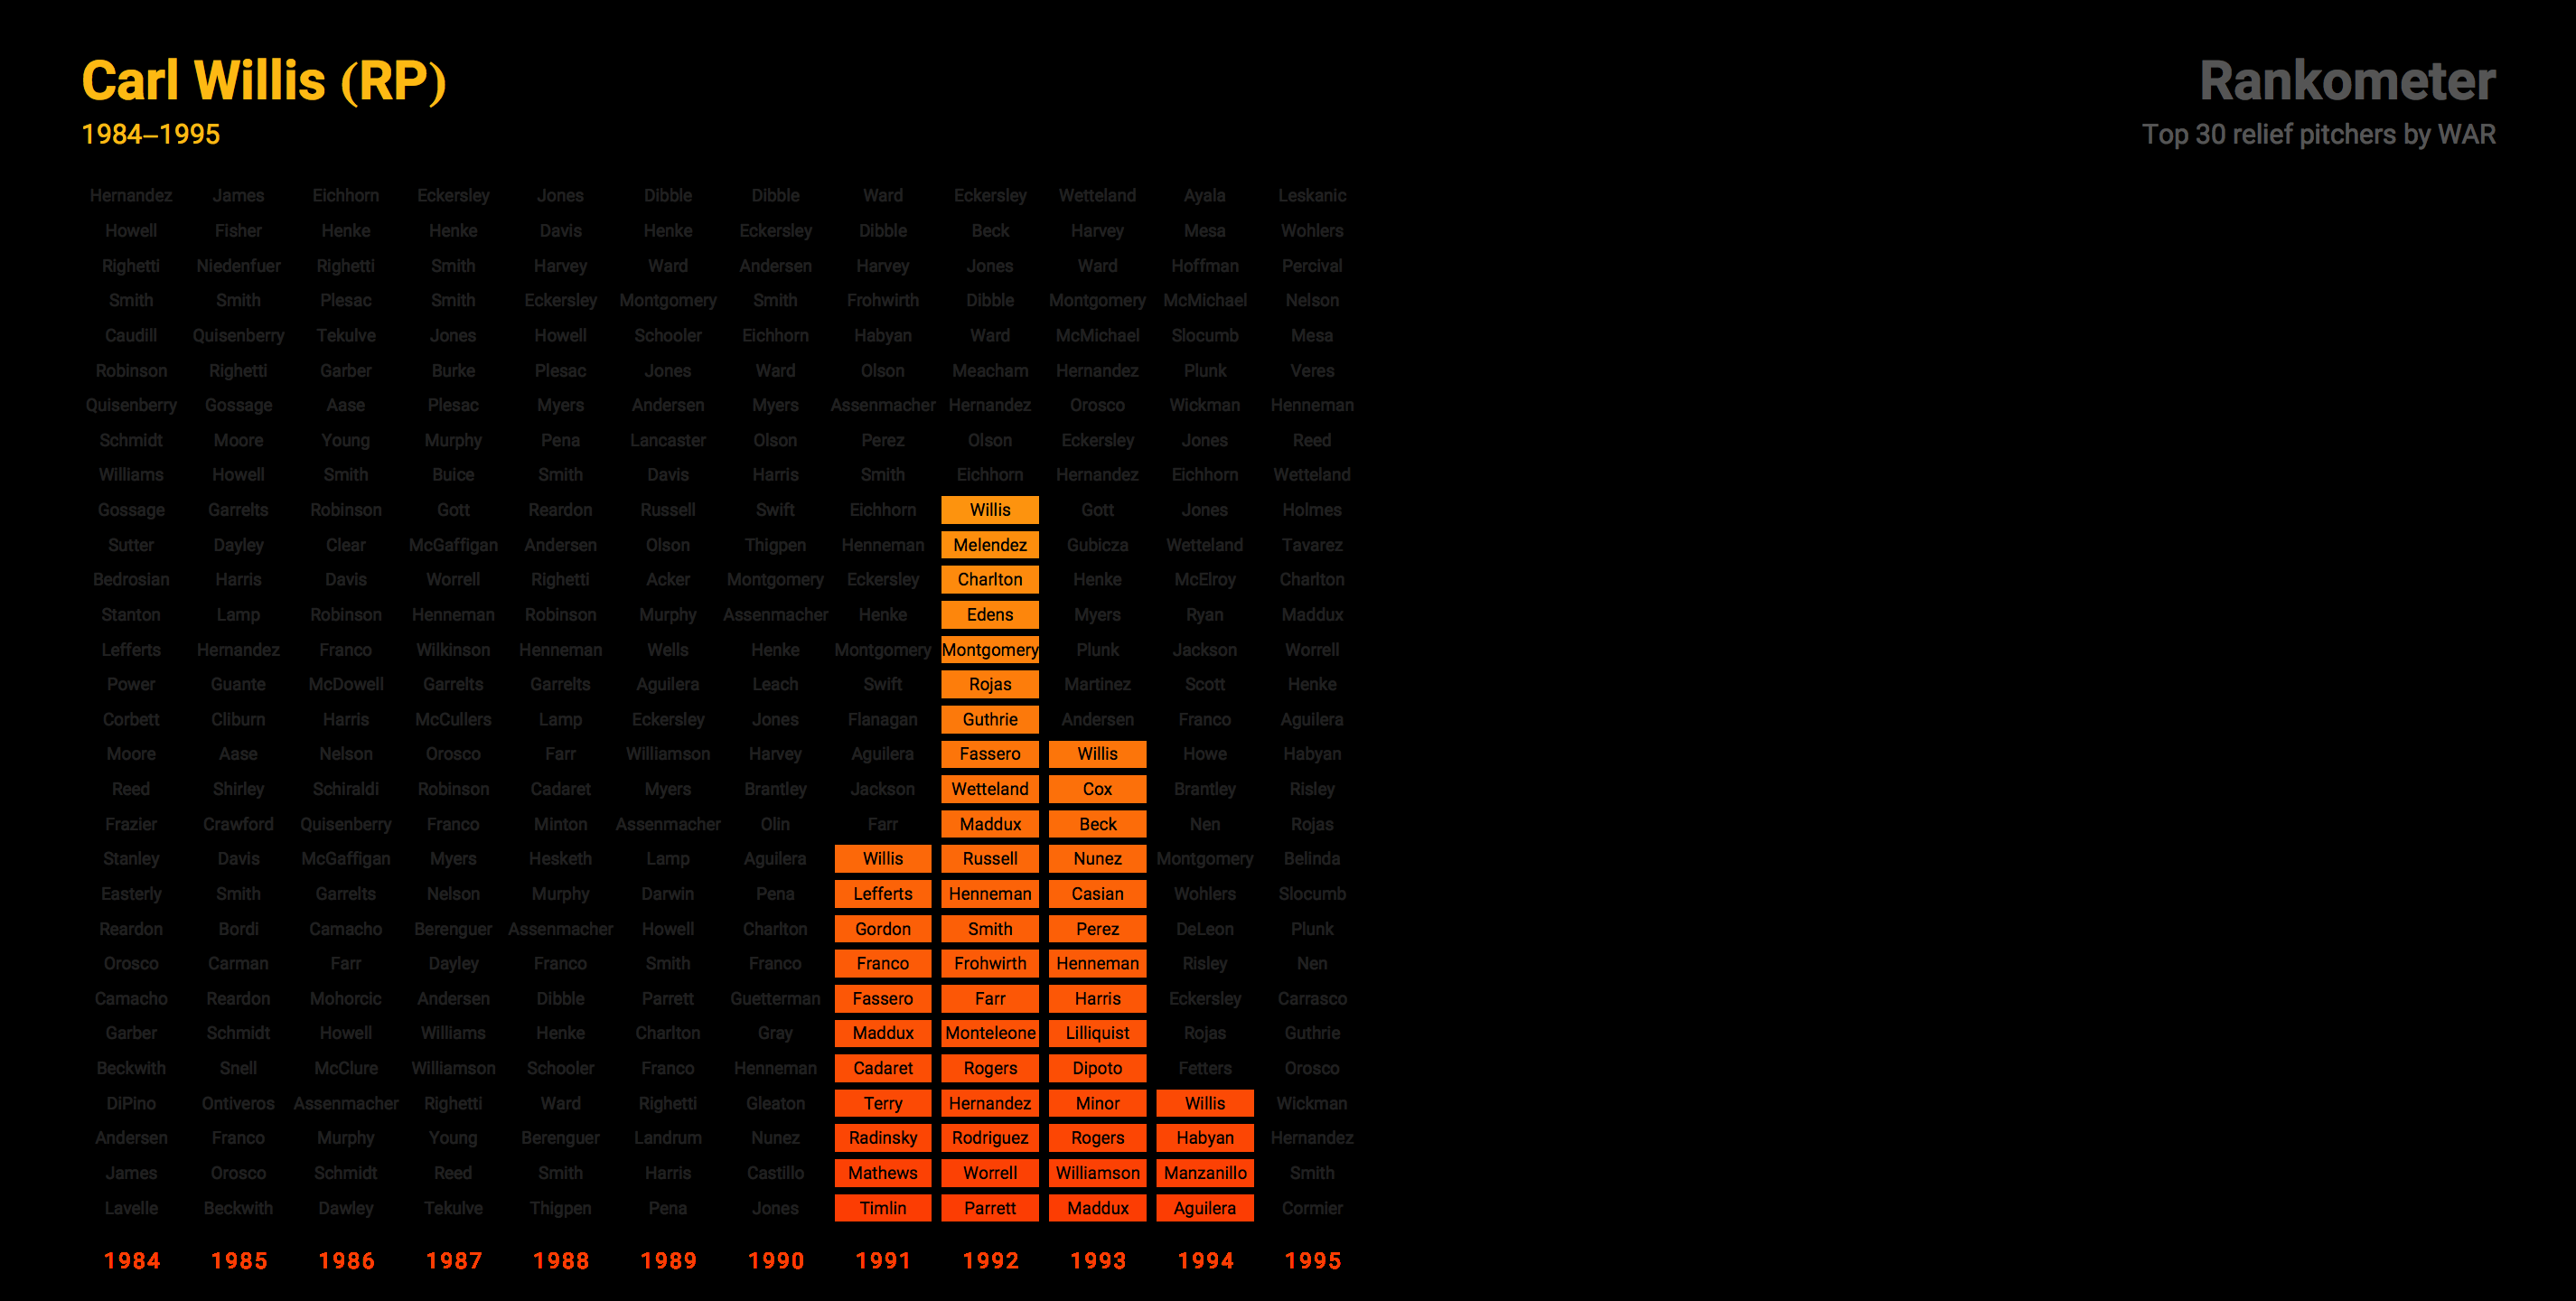 Carl Willis (RP)
1984–1995
Rankometer
Top 30 relief pitchers by WAR
Hernandez James Eichhorn Eckersley Jones Dibble Dibble Ward Eckersley Wetteland Ayala Leskanic
Howell Fisher Henke Henke Davis Henke Eckersley Dibble Beck Harvey Mesa Wohlers
Righetti Niedenfuer Righetti Smith Harvey Ward Andersen Harvey Jones Ward Hoffman Percival
Smith Smith Plesac Smith Eckersley Montgomery Smith Frohwirth Dibble Montgomery McMichael Nelson
Caudill Quisenberry Tekulve Jones Howell Schooler Eichhorn Habyan Ward McMichael Slocumb Mesa
Robinson Righetti Garber Burke Plesac Jones Ward Olson Meacham Hernandez Plunk Veres
Quisenberry Gossage Aase Plesac Myers Andersen Myers Assenmacher Hernandez Orosco Wickman Henneman
Schmidt Moore Young Murphy Pena Lancaster Olson Perez Olson Eckersley Jones Reed
Williams Howell Smith Buice Smith Davis Harris Smith Eichhorn Hernandez Eichhorn Wetteland
Gossage Garrelts Robinson Gott Reardon Russell Swift Eichhorn Willis Gott Jones Holmes
Sutter Dayley Clear McGaffigan Andersen Olson Thigpen Henneman Melendez Gubicza Wetteland Tavarez
Bedrosian Harris Davis Worrell Righetti Acker Montgomery Eckersley Charlton Henke McElroy Charlton
Stanton Lamp Robinson Henneman Robinson Murphy Assenmacher Henke Edens Myers Ryan Maddux
Lefferts Hernandez Franco Wilkinson Henneman Wells Henke Montgomery Montgomery Plunk Jackson Worrell
Power Guante McDowell Garrelts Garrelts Aguilera Leach Swift Rojas Martinez Scott Henke
Corbett Cliburn Harris McCullers Lamp Eckersley Jones Flanagan Guthrie Andersen Franco Aguilera
Moore Aase Nelson Orosco Farr Williamson Harvey Aguilera Fassero Willis Howe Habyan
Reed Shirley Schiraldi Robinson Cadaret Myers Brantley Jackson Wetteland Cox Brantley Risley
Frazier Crawford Quisenberry Franco Minton Assenmacher Olin Farr Maddux Beck Nen Rojas
Stanley Davis McGaffigan Myers Hesketh Lamp Aguilera Willis Russell Nunez Montgomery Belinda
Easterly Smith Garrelts Nelson Murphy Darwin Pena Lefferts Henneman Casian Wohlers Slocumb
Reardon Bordi Camacho Berenguer Assenmacher Howell Charlton Gordon Smith Perez DeLeon Plunk
Orosco Carman Farr Dayley Franco Smith Franco Franco Frohwirth Henneman Risley Nen
Camacho Reardon Mohorcic Andersen Dibble Parrett Guetterman Fassero Farr Harris Eckersley Carrasco
Garber Schmidt Howell Williams Henke Charlton Gray Maddux Monteleone Lilliquist Rojas Guthrie
Beckwith Snell McClure Williamson Schooler Franco Henneman Cadaret Rogers Dipoto Fetters Orosco
DiPino Ontiveros Assenmacher Righetti Ward Righetti Gleaton Terry Hernandez Minor Willis Wickman
Andersen Franco Murphy Young Berenguer Landrum Nunez Radinsky Rodriguez Rogers Habyan Hernandez
James Orosco Schmidt Reed Smith Harris Castillo Mathews Worrell Williamson Manzanillo Smith
Lavelle Beckwith Dawley Tekulve Thigpen Pena Jones Timlin Parrett Maddux Aguilera Cormier
1984 1985 1986 1987 1988 1989 1990 1991 1992 1993 1994 1995